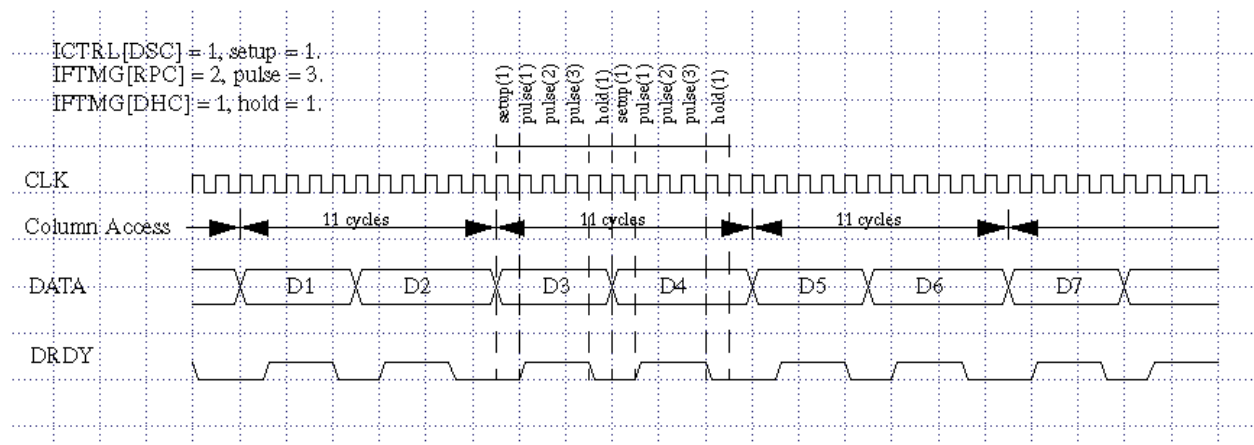 ICTRL[DSC] = 1, setup = 1.
IFTMG[RPC] = 2, pulse = 3.
IFTMG[DHC] = 1, hold = 1.
setup(1)
pulse(1)
pulse(2)
pulse(3)
hold(1)
setup(1)
pulse(1)
pulse(2)
pulse(3)
hold(1)
CLK
Column Access 11 cycles 11 cycles 11 cycles
DATA D1 D2 D3 D4 D5 D6 D7
DRDY